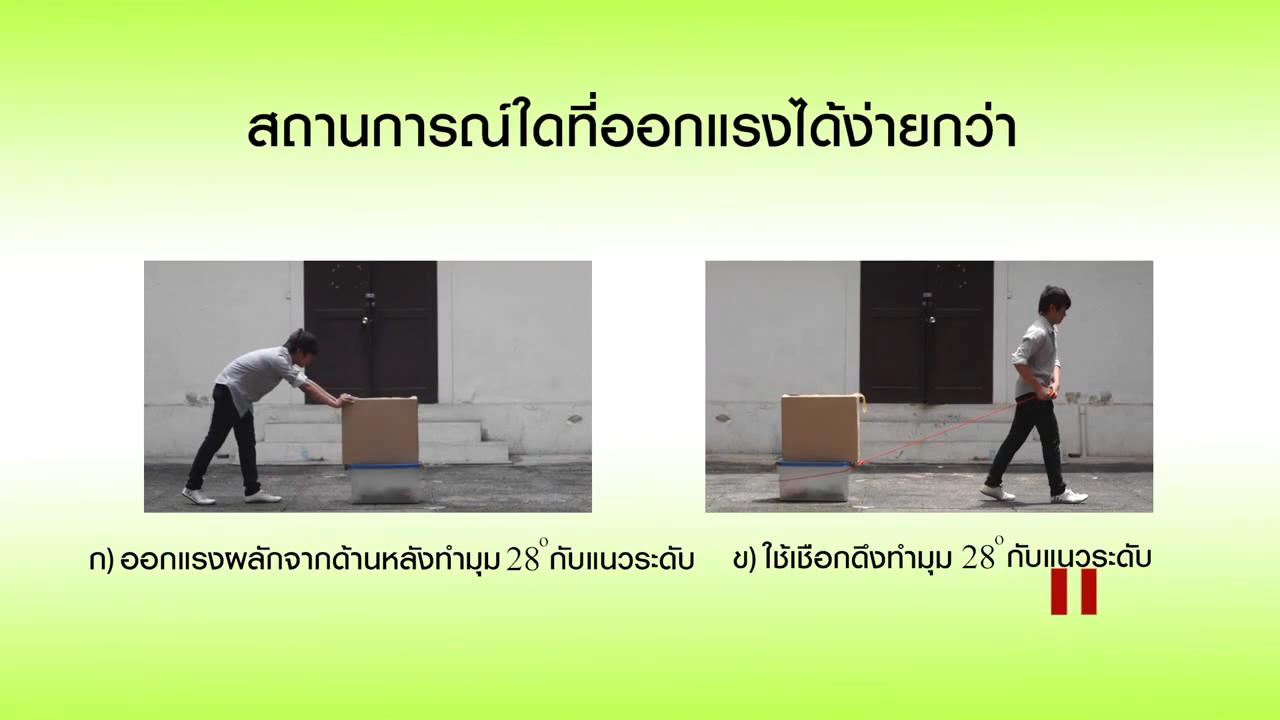 สถานการณ์ใดที่ออกแรงได้ง่ายกว่า
ก) ออกแรงผลักจากด้านหลังทำมุม 28° กับแนวระดับ
ข) ใช้เชือกดึงทำมุม 28° กับแนวระดับ